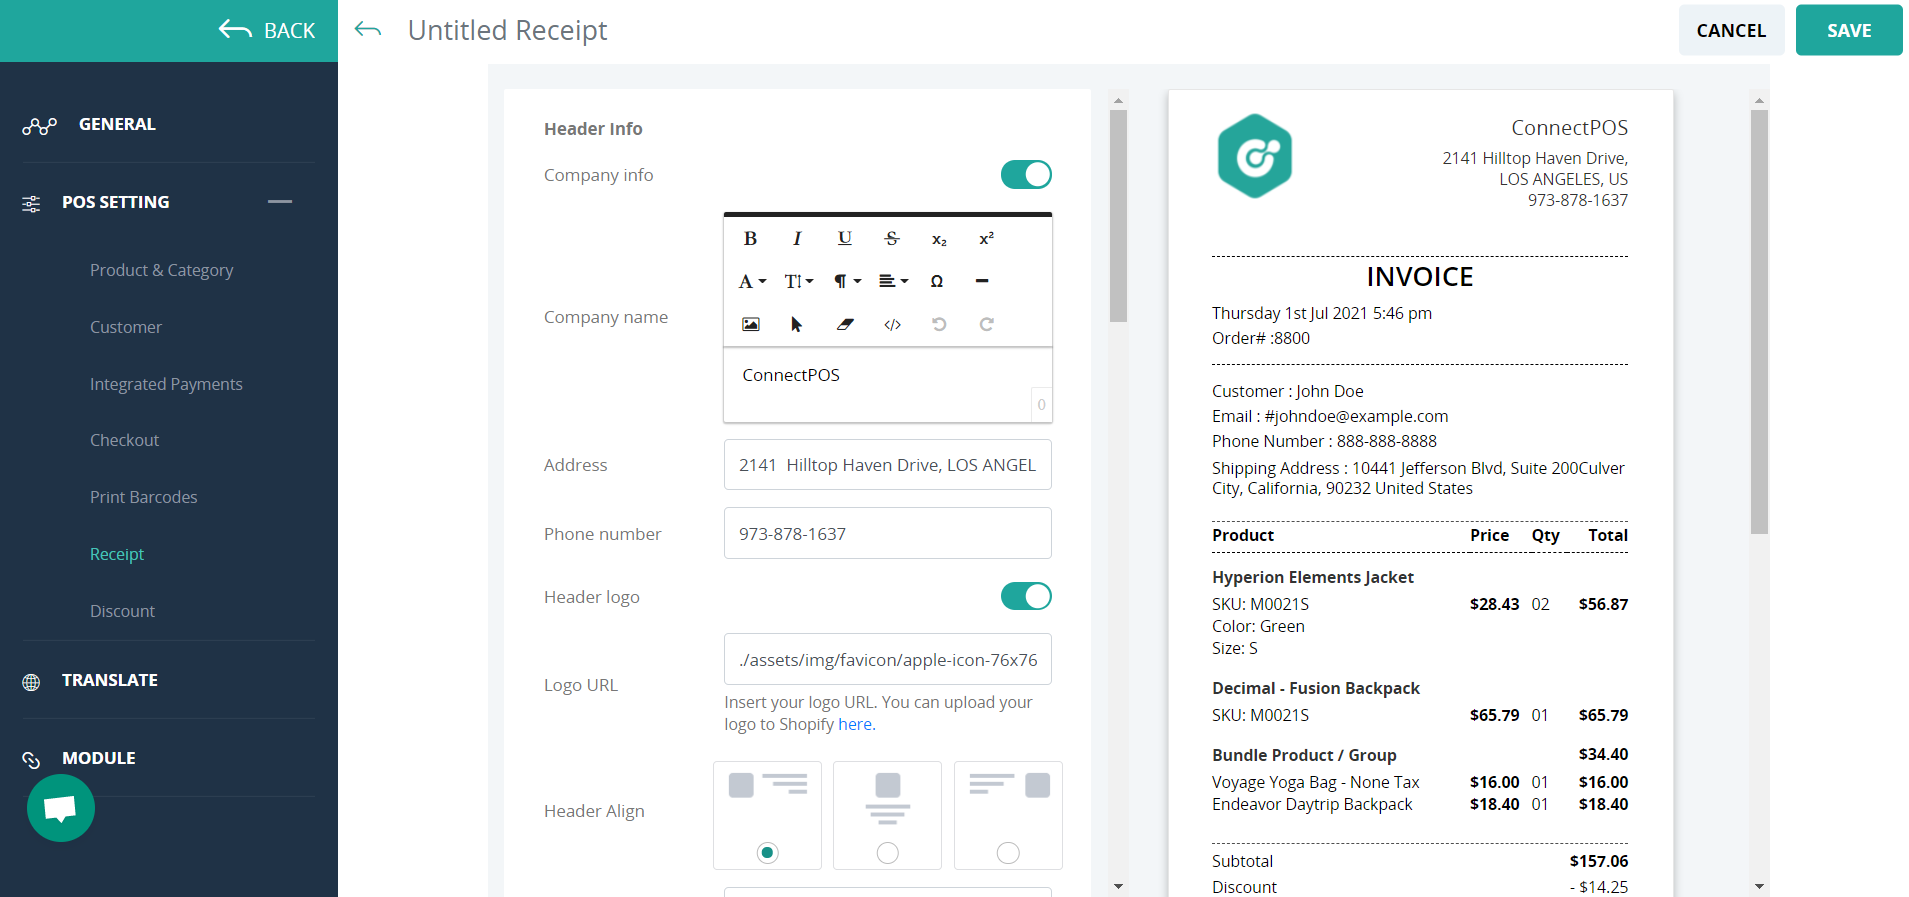 BACK
Untitled Receipt
CANCEL
SAVE
GENERAL
POS SETTING
Product & Category
Customer
Integrated Payments
Checkout
Print Barcodes
Receipt
Discount
TRANSLATE
MODULE
Header Info
Company info
Company name
B I U S x₂ x²
A T ¶ Ω
</>
ConnectPOS
0
Address
2141  Hilltop Haven Drive, LOS ANGEL
Phone number
973-878-1637
Header logo
Logo URL
./assets/img/favicon/apple-icon-76x76
Insert your logo URL. You can upload your
logo to Shopify here.
Header Align
ConnectPOS
2141 Hilltop Haven Drive,
LOS ANGELES, US
973-878-1637
INVOICE
Thursday 1st Jul 2021 5:46 pm
Order# :8800
Customer : John Doe
Email : #johndoe@example.com
Phone Number : 888-888-8888
Shipping Address : 10441 Jefferson Blvd, Suite 200Culver
City, California, 90232 United States
Product Price Qty Total
Hyperion Elements Jacket
SKU: M0021S $28.43 02 $56.87
Color: Green
Size: S
Decimal - Fusion Backpack
SKU: M0021S $65.79 01 $65.79
Bundle Product / Group $34.40
Voyage Yoga Bag - None Tax $16.00 01 $16.00
Endeavor Daytrip Backpack $18.40 01 $18.40
Subtotal $157.06
Discount - $14.25